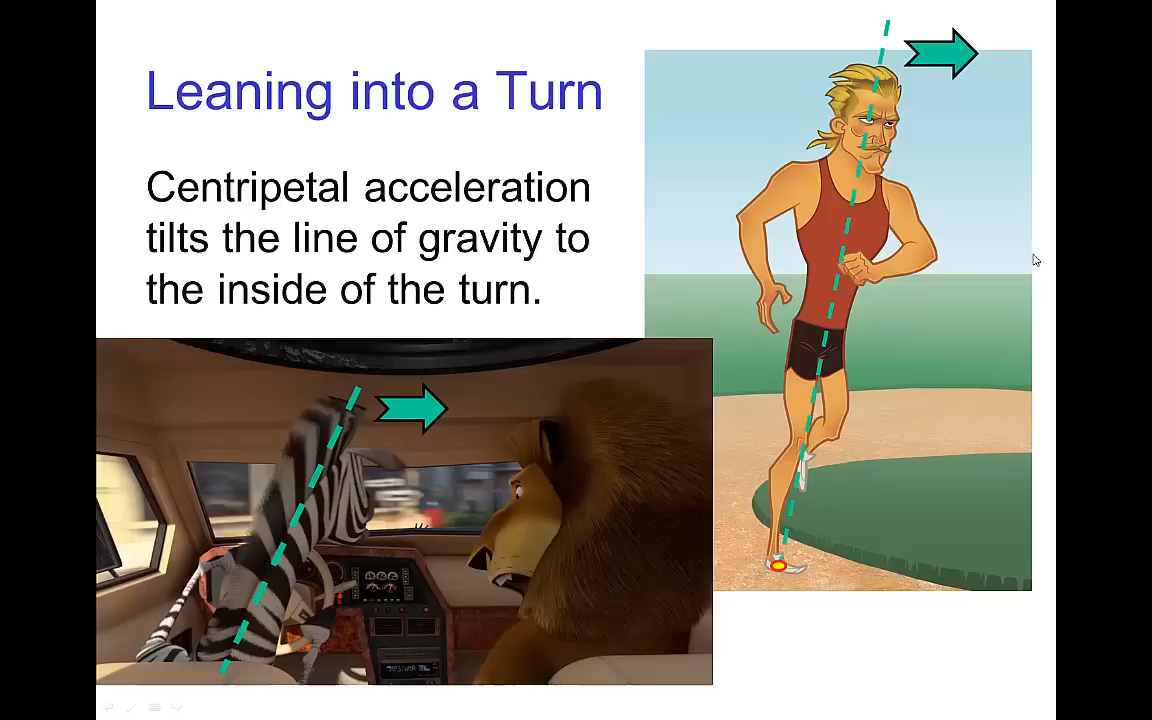 Leaning into a Turn
Centripetal acceleration
tilts the line of gravity to
the inside of the turn.